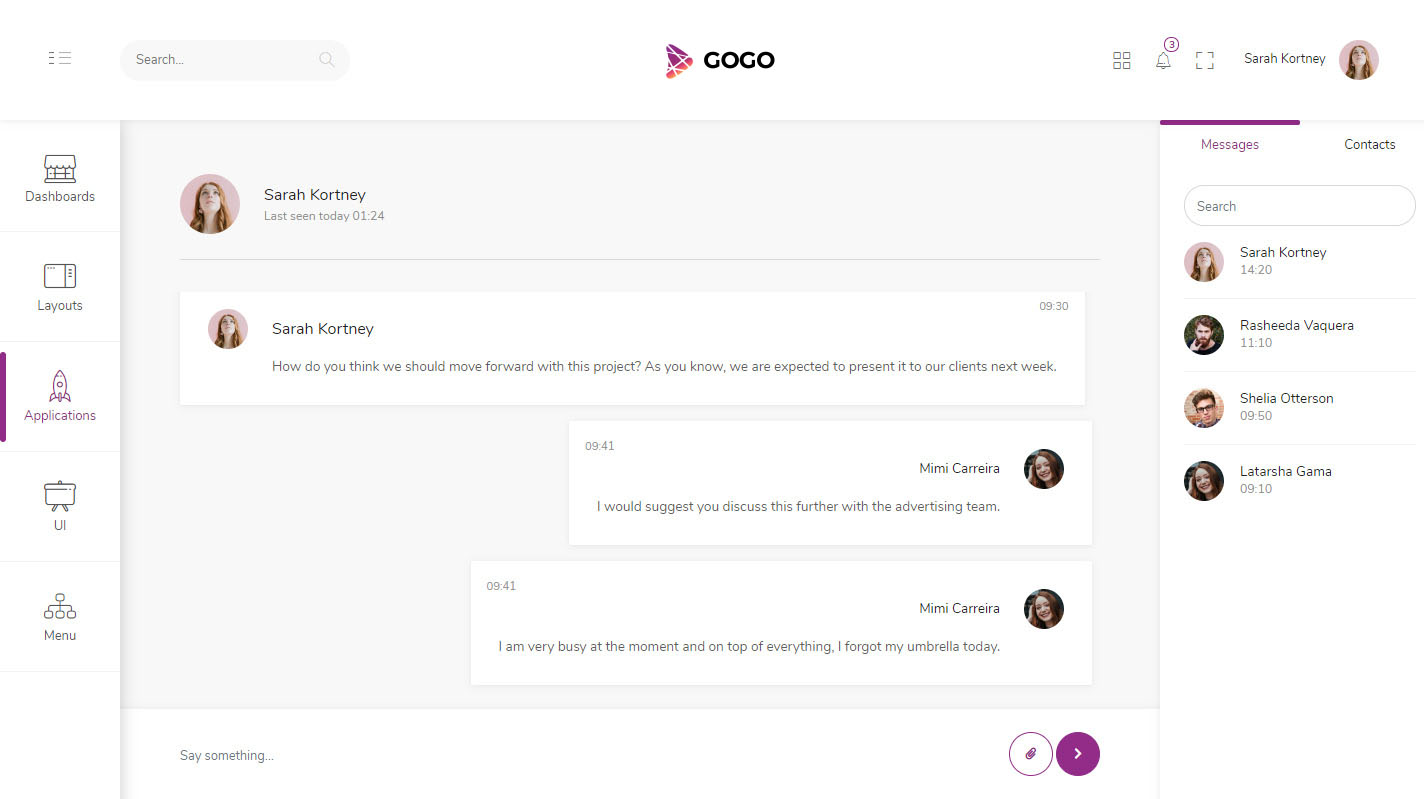 Search...
GOGO
3
Sarah Kortney
Dashboards
Layouts
Applications
UI
Menu
Sarah Kortney
Last seen today 01:24
09:30
Sarah Kortney
How do you think we should move forward with this project? As you know, we are expected to present it to our clients next week.
09:41
Mimi Carreira
I would suggest you discuss this further with the advertising team.
09:41
Mimi Carreira
I am very busy at the moment and on top of everything, I forgot my umbrella today.
Say something...
Messages
Contacts
Search
Sarah Kortney
14:20
Rasheeda Vaquera
11:10
Shelia Otterson
09:50
Latarsha Gama
09:10